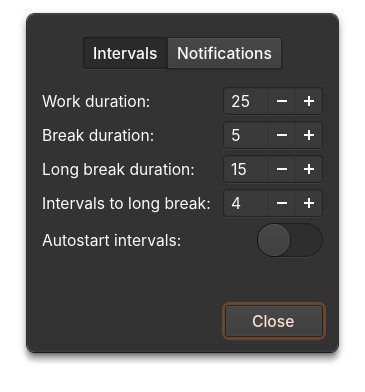 Intervals Notifications
Work duration: 25 − +
Break duration: 5 − +
Long break duration: 15 − +
Intervals to long break: 4 − +
Autostart intervals:
Close